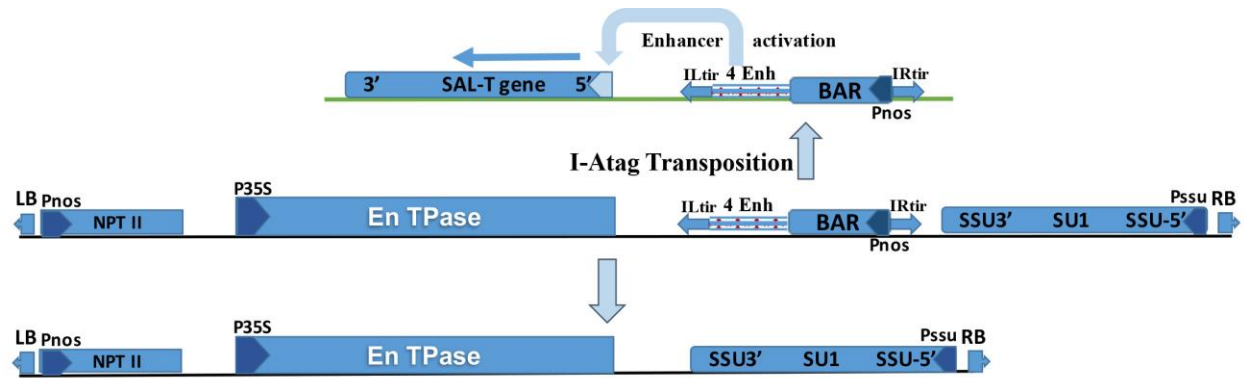 Enhancer activation
ILtir 4 Enh IRtir
3' SAL-T gene 5' BAR
Pnos
I-Atag Transposition
LB Pnos P35S ILtir 4 Enh IRtir Pssu RB
NPT II En TPase BAR SSU3' SU1 SSU-5'
Pnos
LB Pnos P35S Pssu RB
NPT II En TPase SSU3' SU1 SSU-5'